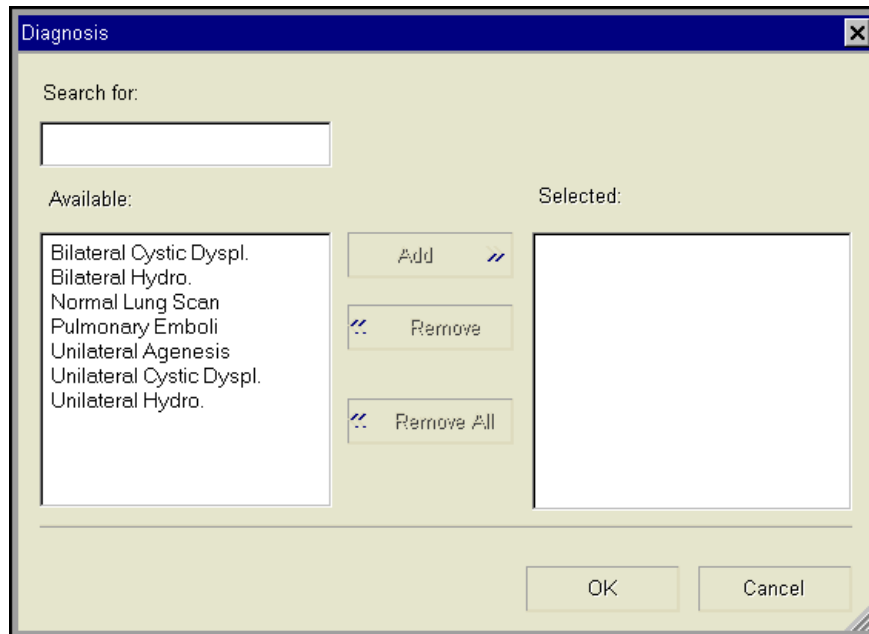 Diagnosis
Search for:
Available:
Selected:
Bilateral Cystic Dyspl.
Bilateral Hydro.
Normal Lung Scan
Pulmonary Emboli
Unilateral Agenesis
Unilateral Cystic Dyspl.
Unilateral Hydro.
Add
Remove
Remove All
OK
Cancel